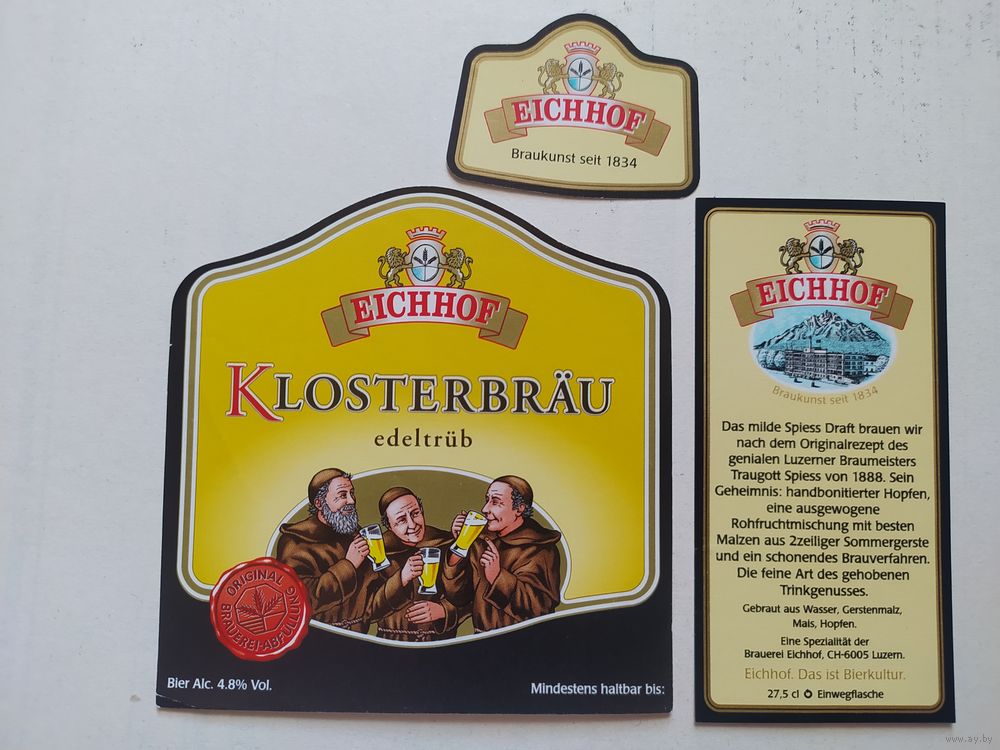 EICHHOF
Braukunst seit 1834
EICHHOF
KLOSTERBRÄU
edeltrüb
ORIGINAL
BRAUEREI-ABFÜLLUNG
Bier Alc. 4.8% Vol.
Mindestens haltbar bis:
EICHHOF
Braukunst seit 1834
Das milde Spiess Draft brauen wir
nach dem Originalrezept des
genialen Luzerner Braumeisters
Traugott Spiess von 1888. Sein
Geheimnis: handbonitierter Hopfen,
eine ausgewogene
Rohfruchtmischung mit besten
Malzen aus 2zeiliger Sommergerste
und ein schonendes Brauverfahren.
Die feine Art des gehobenen
Trinkgenusses.
Gebraut aus Wasser, Gerstenmalz,
Mais, Hopfen.
Eine Spezialität der
Brauerei Eichhof, CH-6005 Luzern.
Eichhof. Das ist Bierkultur.
27,5 cl Einwegflasche
www.ay.by